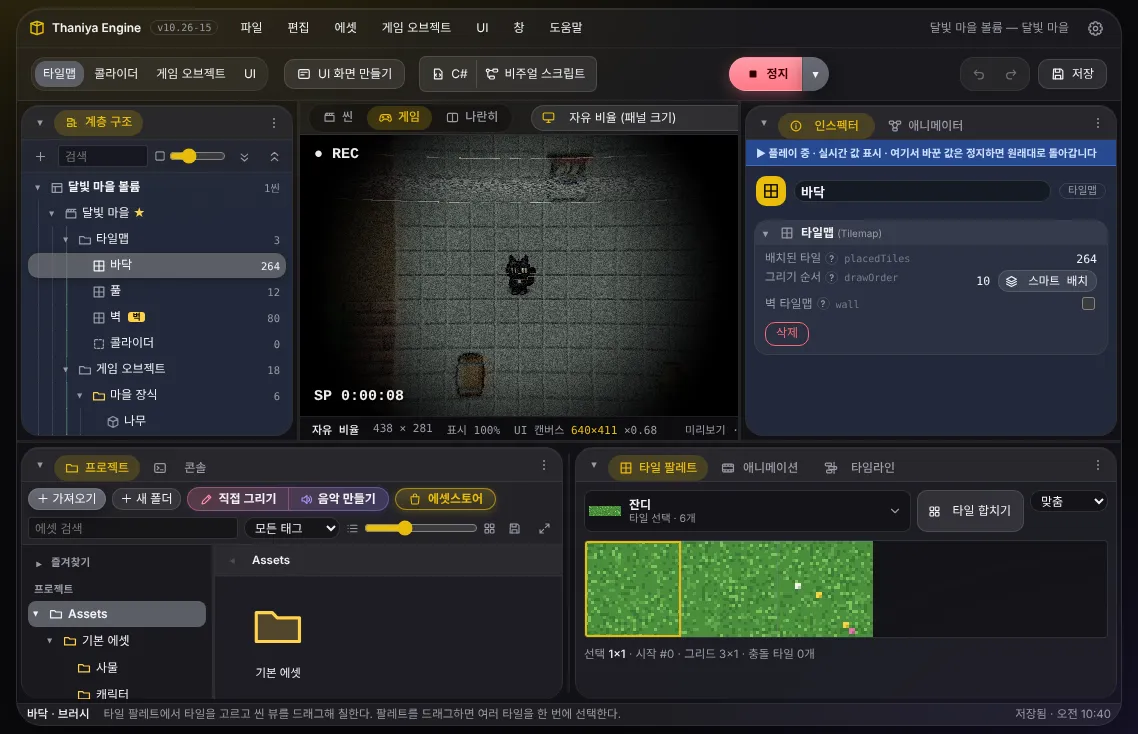 Thaniya Engine v10.26-15 파일 편집 에셋 게임 오브젝트 UI 창 도움말 달빛 마을 볼륨 — 달빛 마을
타일맵 콜라이더 게임 오브젝트 UI UI 화면 만들기 C# 비주얼 스크립트 정지 저장
계층 구조
검색
달빛 마을 볼륨 1씬
달빛 마을
타일맵 3
바닥 264
풀 12
벽 벽 80
콜라이더 0
게임 오브젝트 18
마을 장식 6
나무
씬 게임 나란히 자유 비율 (패널 크기)
REC
SP 0:00:08
자유 비율 438 × 281 표시 100% UI 캔버스 640×411 ×0.68 미리보기 ·
인스펙터 애니메이터
▶ 플레이 중 · 실시간 값 표시 · 여기서 바꾼 값은 정지하면 원래대로 돌아갑니다
바닥 타일맵
타일맵 (Tilemap)
배치된 타일 ? placedTiles 264
그리기 순서 ? drawOrder 10 스마트 배치
벽 타일맵 ? wall
삭제
프로젝트 콘솔
가져오기 새 폴더 직접 그리기 음악 만들기 에셋스토어
에셋 검색 모든 태그
즐겨찾기
프로젝트
Assets
기본 에셋
사물
캐릭터
Assets
기본 에셋
타일 팔레트 애니메이션 타임라인
잔디
타일 선택 · 6개
타일 합치기 맞춤
선택 1×1 · 시작 #0 · 그리드 3×1 · 충돌 타일 0개
바닥 · 브러시 타일 팔레트에서 타일을 고르고 씬 뷰를 드래그해 칠한다. 팔레트를 드래그하면 여러 타일을 한 번에 선택한다. 저장됨 · 오전 10:40